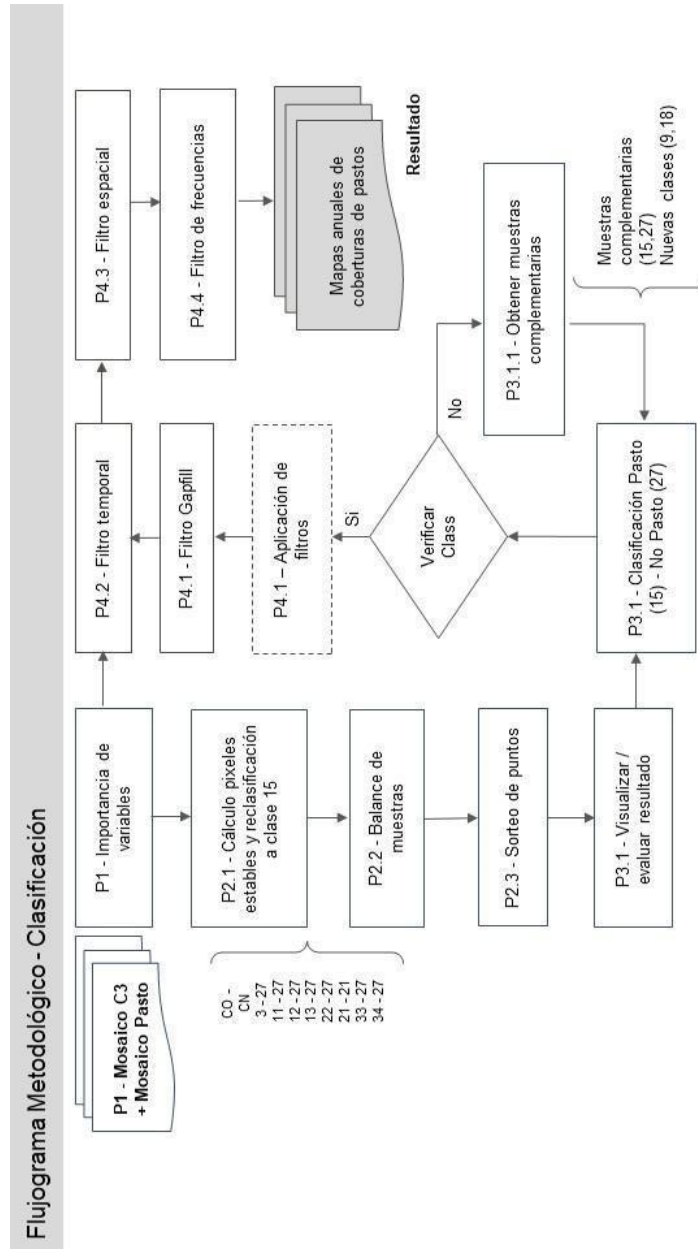 Flujograma Metodológico - Clasificación
P1 - Mosaico C3
+ Mosaico Pasto
P1 - Importancia de
variables
P2.1 - Cálculo pixeles
estables y reclasificación
a clase 15
CO -
CN
3 - 27
11 - 27
12 - 27
13 - 27
22 - 27
21 - 21
33 - 27
34 - 27
P2.2 - Balance de
muestras
P2.3 - Sorteo de puntos
P3.1 - Visualizar /
evaluar resultado
P3.1 - Clasificación Pasto
(15) - No Pasto (27)
Verificar
Class
No
P3.1.1 - Obtener muestras
complementarias
Muestras
complementarias
(15,27)
Nuevas clases (9,18)
Si
P4.1 – Aplicación de
filtros
P4.1 - Filtro Gapfill
P4.2 - Filtro temporal
P4.3 - Filtro espacial
P4.4 - Filtro de frecuencias
Mapas anuales de
coberturas de pastos
Resultado